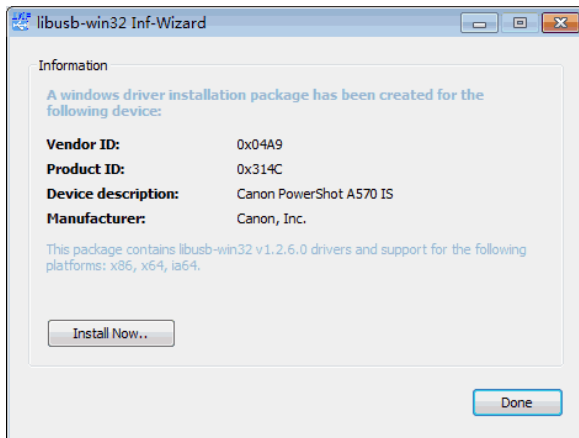 libusb-win32 Inf-Wizard
Information
A windows driver installation package has been created for the
following device:
Vendor ID: 0x04A9
Product ID: 0x314C
Device description: Canon PowerShot A570 IS
Manufacturer: Canon, Inc.
This package contains libusb-win32 v1.2.6.0 drivers and support for the following
platforms: x86, x64, ia64.
Install Now..
Done